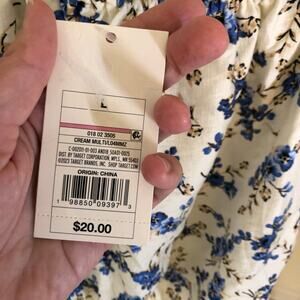 L
018 02 3505
CREAM MULTI/L04MMZ
DIST. BY TARGET CORPORATION, MPLS., MN 55403
©2023 TARGET BRANDS, INC. SHOP TARGET.COM
ORIGIN: CHINA
1 98850 09397 3
$20.00